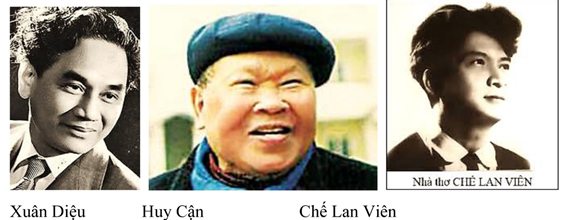 Nhà thơ CHẾ LAN VIÊN
Xuân Diệu Huy Cận Chế Lan Viên